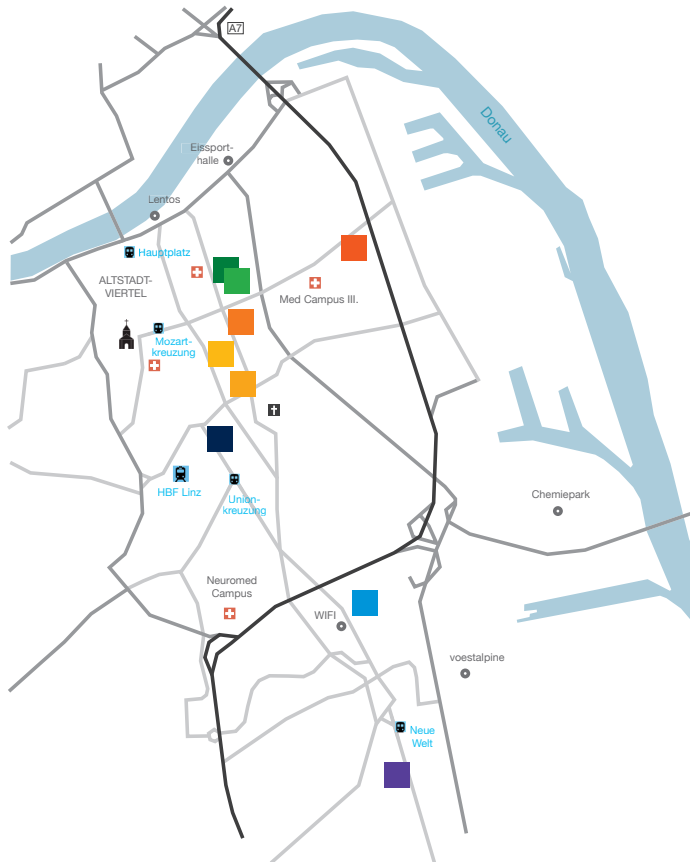 A7
Donau
Eissport-
halle
Lentos
Hauptplatz
ALTSTADT-
VIERTEL
Med Campus III.
Mozart-
kreuzung
HBF Linz
Union-
kreuzung
Chemiepark
Neuromed
Campus
WIFI
voestalpine
Neue
Welt